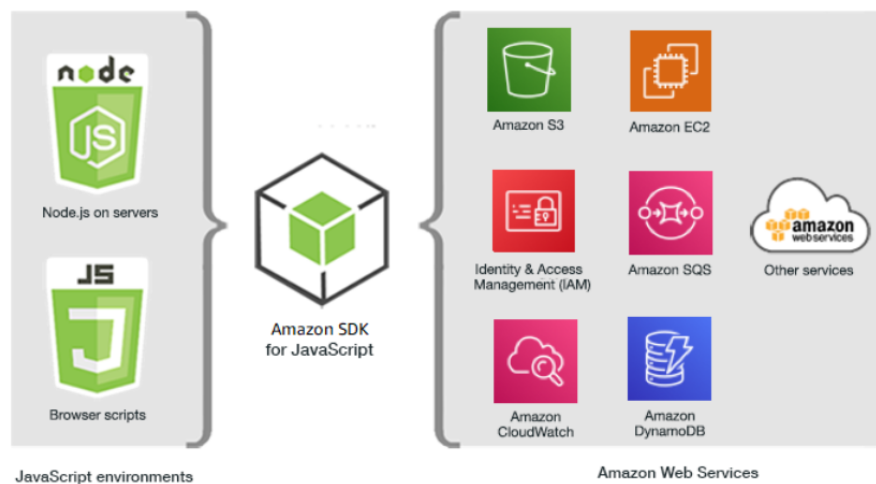 node
JS
Node.js on servers
JS
Browser scripts
JavaScript environments
Amazon SDK
for JavaScript
Amazon S3
Amazon EC2
Identity & Access
Management (IAM)
Amazon SQS
amazon
webservices
Other services
Amazon
CloudWatch
Amazon
DynamoDB
Amazon Web Services